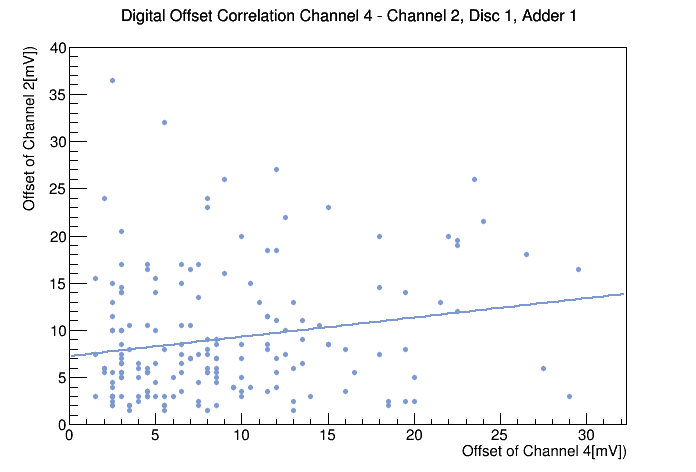 Digital Offset Correlation Channel 4 - Channel 2, Disc 1, Adder 1
Offset of Channel 2[mV])
40
35
30
25
20
15
10
5
0
0 5 10 15 20 25 30
Offset of Channel 4[mV])